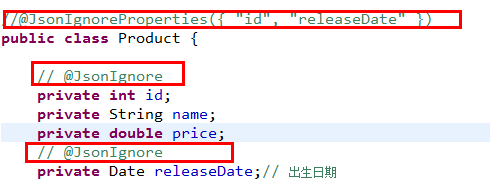 //@JsonIgnoreProperties({ "id", "releaseDate" })
public class Product {
// @JsonIgnore
private int id;
private String name;
private double price;
// @JsonIgnore
private Date releaseDate;// 出生日期